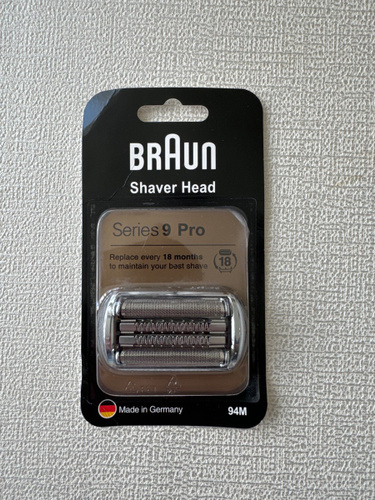 BRAUN
Shaver Head
Series 9 Pro
Replace every 18 months
to maintain your best shave
18
Made in Germany
94M